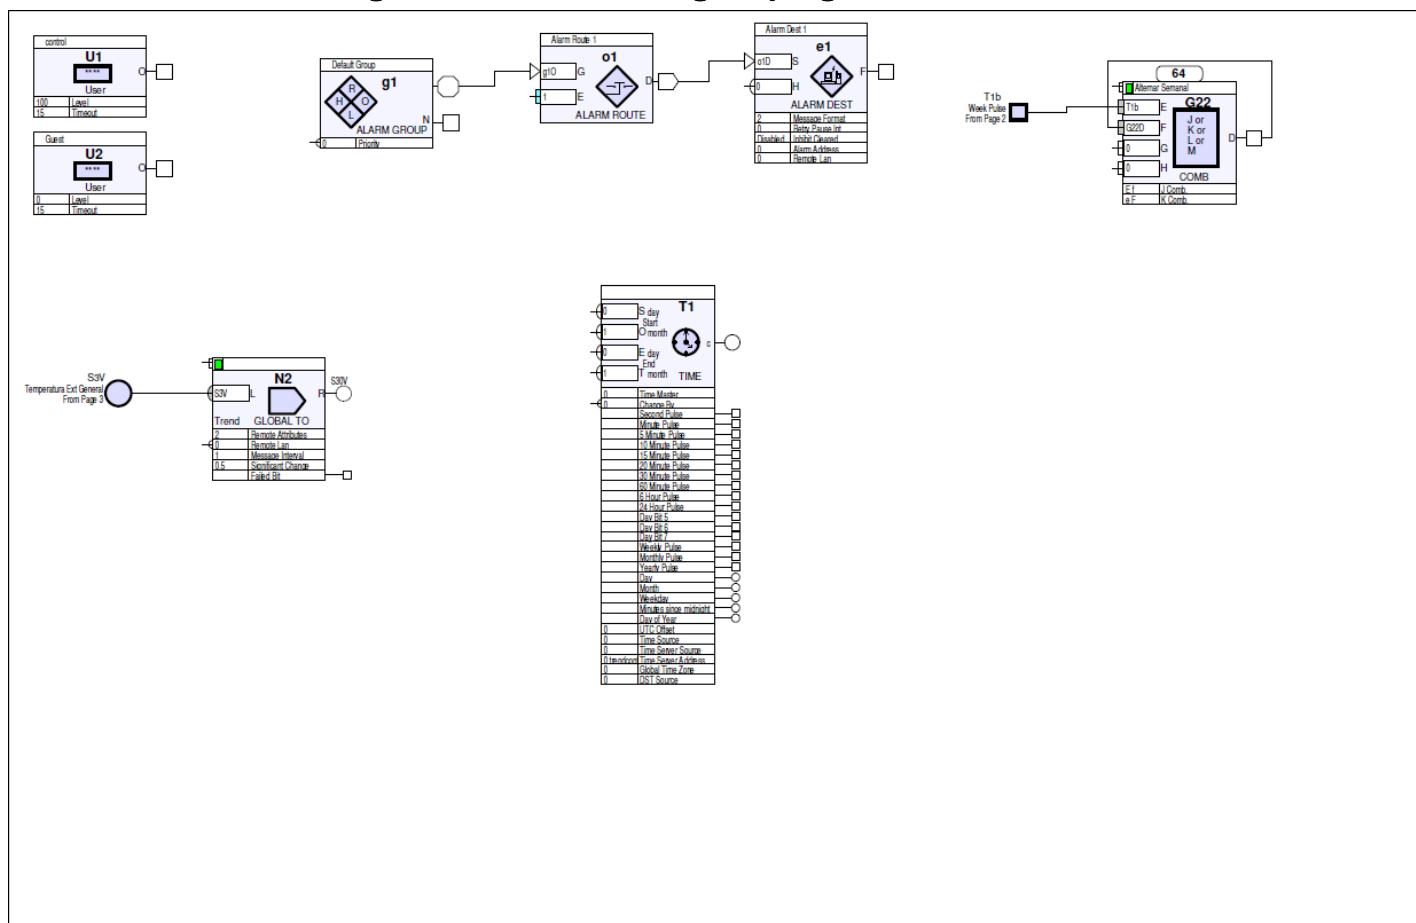 control
U1
****
O
User
100 Level
15 Timeout
Guest
U2
****
O
User
0 Level
15 Timeout
Default Group
g1
R
H O
L
N
ALARM GROUP
0 Priority
Alarm Route 1
o1
g1O G
D
1 E
ALARM ROUTE
Alarm Dest 1
e1
o1D S
F
0 H
ALARM DEST
2 Message Format
0 Retry Pause Int
Disabled Inhibit Cleared
0 Alarm Address
0 Remote Lan
T1b
Week Pulse
From Page 2
64
Alternar Semanal
G22
T1b E
G22D F
0 G
0 H
J or
K or
L or
M
D
COMB
E f J Comb.
e F K Comb.
S3V
Temperatura Ext General
From Page 3
N2
S3V L
R
S30V
Trend GLOBAL TO
2 Remote Attributes
0 Remote Lan
1 Message Interval
0.5 Significant Change
Failed Bit
T1
0 S day
Start
1 O month
0 E day
End
1 T month
c
TIME
0 Time Master
0 Change By
Second Pulse
Minute Pulse
5 Minute Pulse
10 Minute Pulse
15 Minute Pulse
20 Minute Pulse
30 Minute Pulse
60 Minute Pulse
6 Hour Pulse
24 Hour Pulse
Day Bit 5
Day Bit 6
Day Bit 7
Weekly Pulse
Monthly Pulse
Yearly Pulse
Day
Month
Weekday
Minutes since midnight
Day of Year
0 UTC Offset
0 Time Source
0 Time Server Source
0 trendcom Time Server Address
0 Global Time Zone
0 DST Source